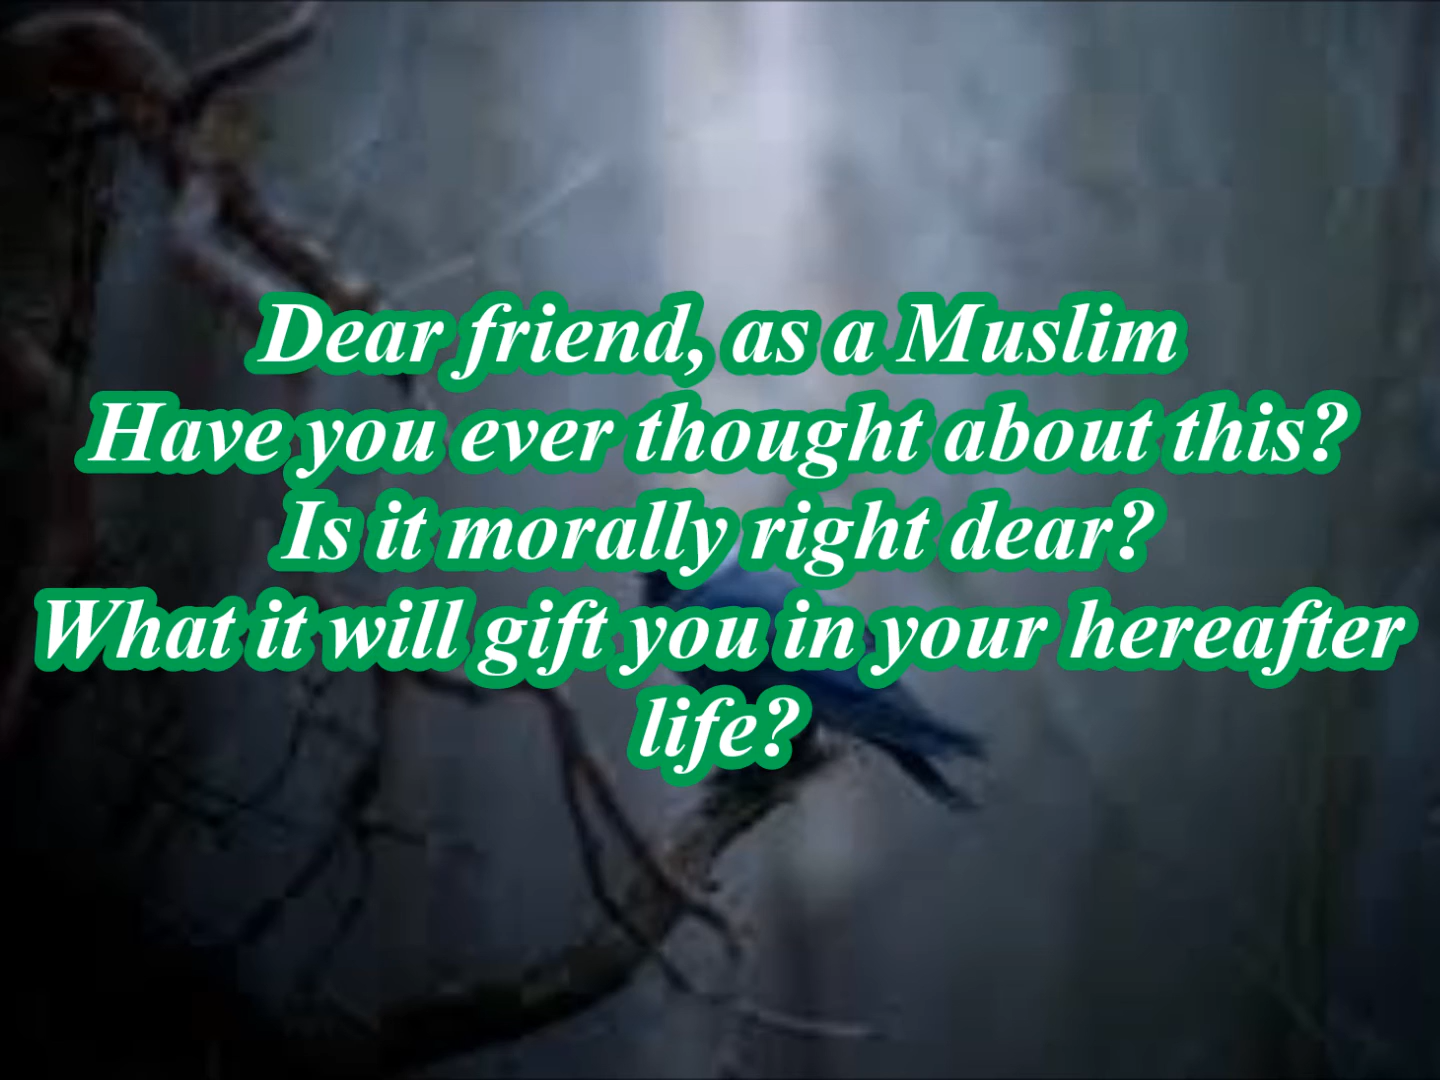 Dear friend, as a Muslim
Have you ever thought about this?
Is it morally right dear?
What it will gift you in your hereafter
life?